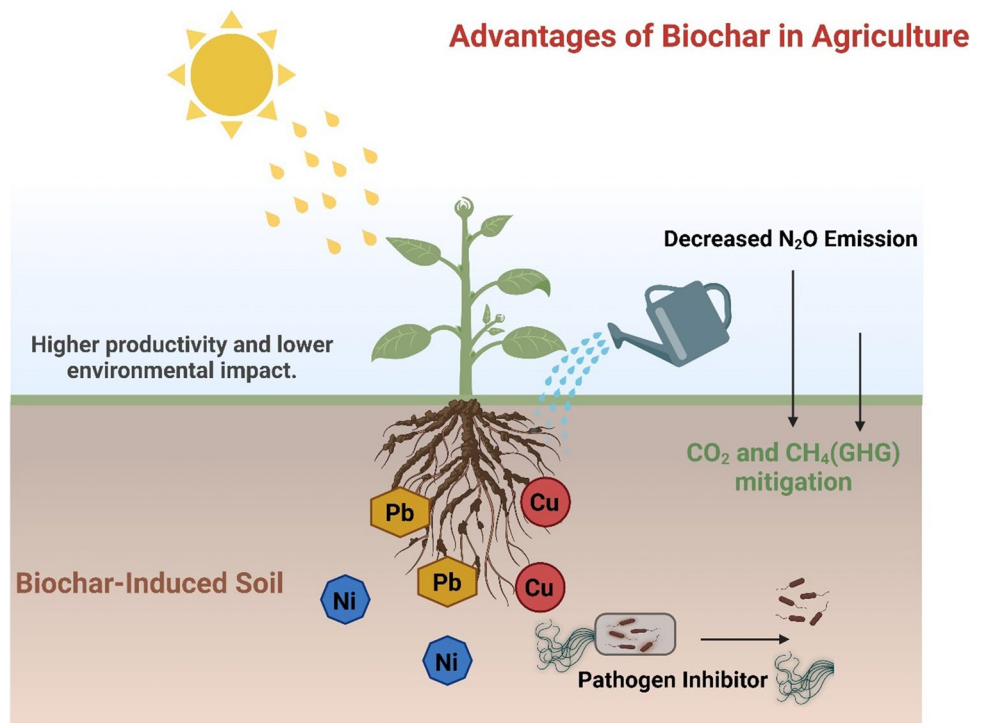 Advantages of Biochar in Agriculture
Decreased N₂O Emission
Higher productivity and lower
environmental impact.
CO₂ and CH₄(GHG)
mitigation
Pb
Cu
Biochar-Induced Soil
Pb
Cu
Ni
Ni
Pathogen Inhibitor